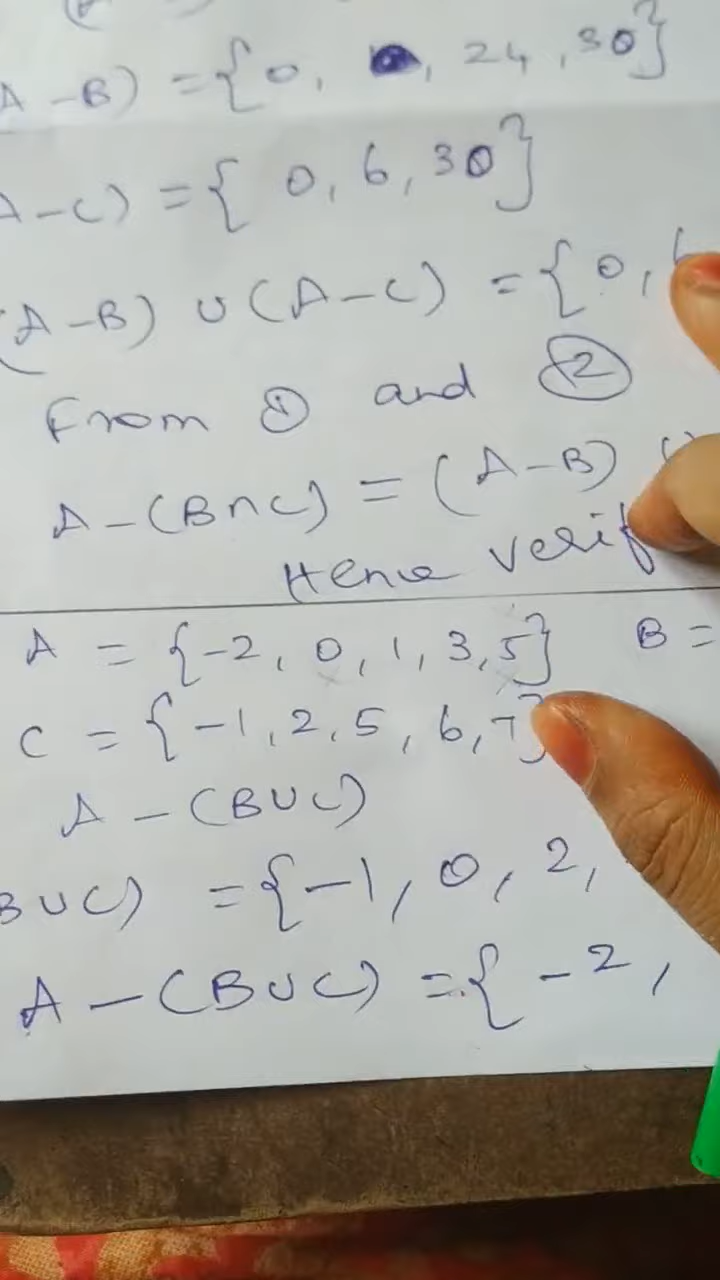 A-B) = {0, , 24, 30}
A-C) = { 0, 6, 30}
(A-B) ∪ (A-C) = {0, 6
From ① and ②
A-(B∩C) = (A-B) U
Hence verif
A = {-2, 0, 1, 3, 5} B =
C = {-1, 2, 5, 6, 7}
A - (B∪C)
B∪C) = {-1, 0, 2,
A - (B∪C) = { -2,